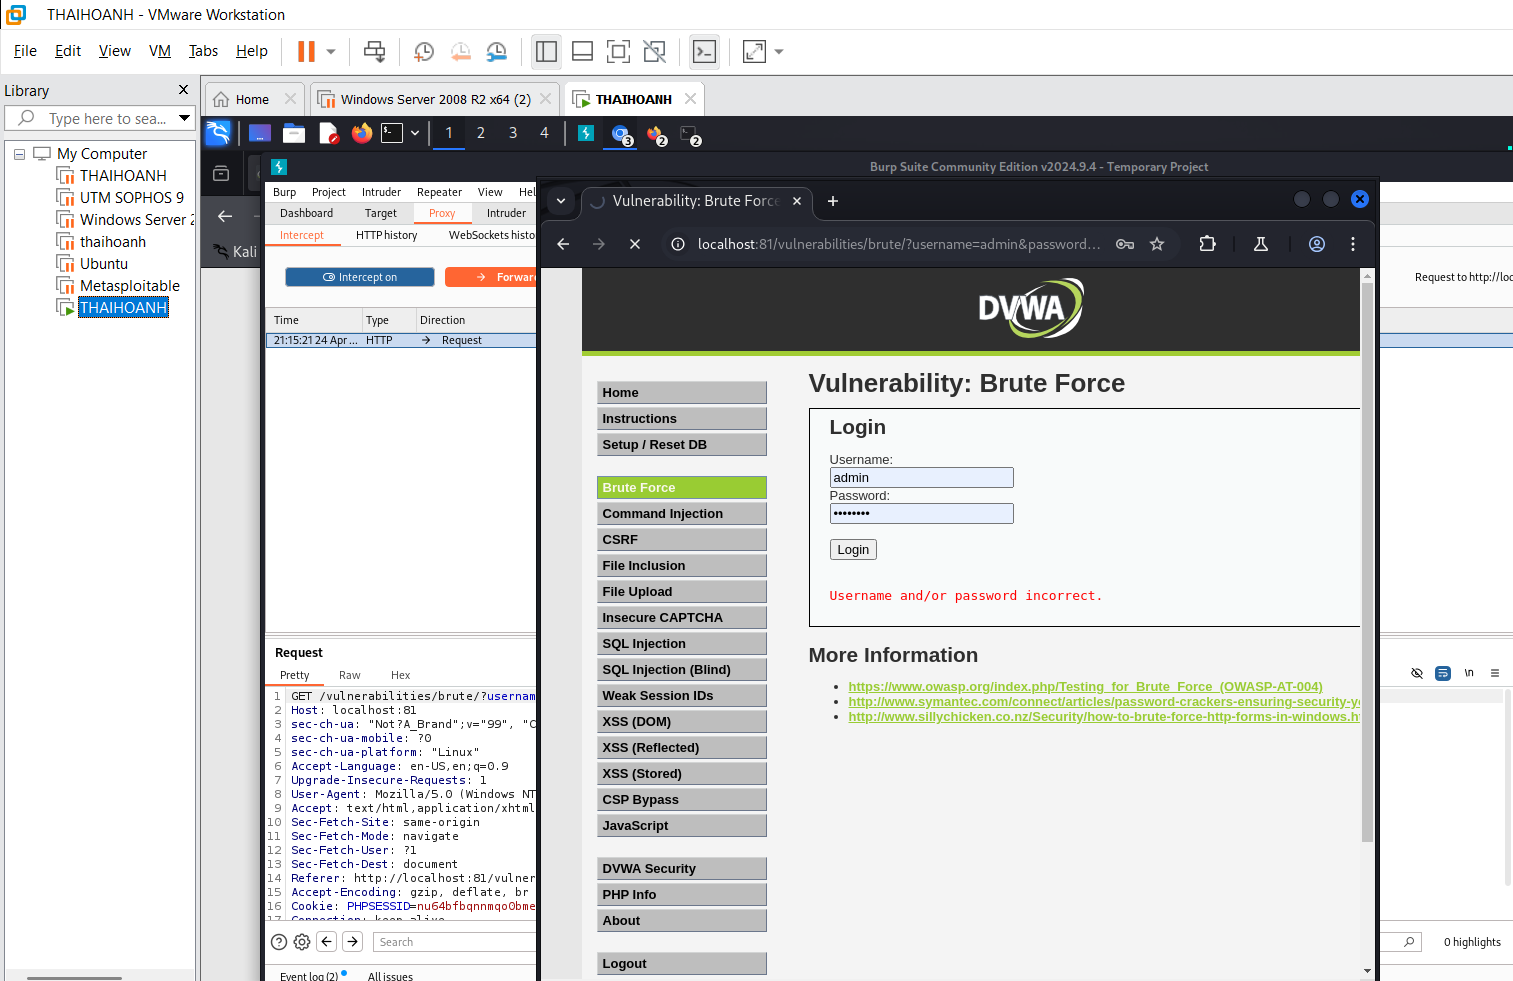 THAIHOANH - VMware Workstation
File Edit View VM Tabs Help
Library
Type here to sea...
My Computer
THAIHOANH
UTM SOPHOS 9
Windows Server 2
thaihoanh
Ubuntu
Metasploitable
THAIHOANH
Home
Windows Server 2008 R2 x64 (2)
THAIHOANH
1 2 3 4
3 2 2
Kali
Burp Suite Community Edition v2024.9.4 - Temporary Project
Burp Project Intruder Repeater View Hel
Dashboard Target Proxy Intruder
Intercept HTTP history WebSockets histo
Intercept on
Forwar
Request to http://loc
Time Type Direction
21:15:21 24 Apr ... HTTP → Request
Request
Pretty Raw Hex
1 GET /vulnerabilities/brute/?usernam
2 Host: localhost:81
3 sec-ch-ua: "Not?A_Brand";v="99", "C
4 sec-ch-ua-mobile: ?0
5 sec-ch-ua-platform: "Linux"
6 Accept-Language: en-US,en;q=0.9
7 Upgrade-Insecure-Requests: 1
8 User-Agent: Mozilla/5.0 (Windows NT
9 Accept: text/html,application/xhtml
10 Sec-Fetch-Site: same-origin
11 Sec-Fetch-Mode: navigate
12 Sec-Fetch-User: ?1
13 Sec-Fetch-Dest: document
14 Referer: http://localhost:81/vulner
15 Accept-Encoding: gzip, deflate, br
16 Cookie: PHPSESSID=nu64bfbqnnmqo0bme
17 Connection: keep-alive
Search
0 highlights
\n
Event log (2) All issues
Vulnerability: Brute Forc
localhost:81/vulnerabilities/brute/?username=admin&password...
DVWA
Home
Instructions
Setup / Reset DB
Brute Force
Command Injection
CSRF
File Inclusion
File Upload
Insecure CAPTCHA
SQL Injection
SQL Injection (Blind)
Weak Session IDs
XSS (DOM)
XSS (Reflected)
XSS (Stored)
CSP Bypass
JavaScript
DVWA Security
PHP Info
About
Logout
Vulnerability: Brute Force
Login
Username:
admin
Password:
••••••••
Login
Username and/or password incorrect.
More Information
• https://www.owasp.org/index.php/Testing_for_Brute_Force_(OWASP-AT-004)
• http://www.symantec.com/connect/articles/password-crackers-ensuring-security-y
• http://www.sillychicken.co.nz/Security/how-to-brute-force-http-forms-in-windows.h